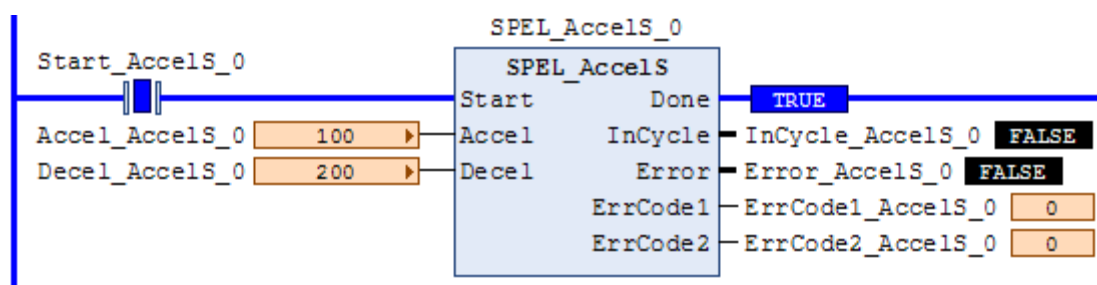 SPEL_AccelS_0
Start_AccelS_0
SPEL_AccelS
Start Done TRUE
Accel_AccelS_0 100 Accel InCycle InCycle_AccelS_0 FALSE
Decel_AccelS_0 200 Decel Error Error_AccelS_0 FALSE
ErrCode1 ErrCode1_AccelS_0 0
ErrCode2 ErrCode2_AccelS_0 0